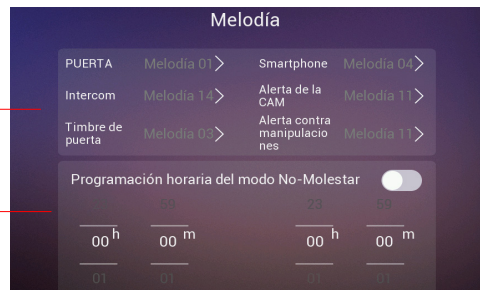 Melodía
PUERTA Melodía 01 Smartphone Melodía 04
Intercom Melodía 14 Alerta de la CAM Melodía 11
Timbre de puerta Melodía 03 Alerta contra manipulacio nes Melodía 11
Programación horaria del modo No-Molestar
59 23 59
00 h 00 m 00 h 00 m
01 01 01 01